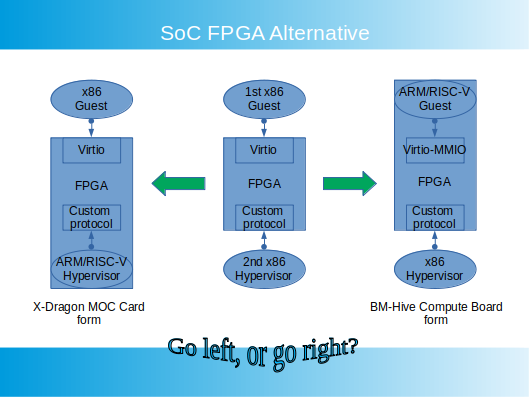 SoC FPGA Alternative
x86
Guest
Virtio
FPGA
Custom
protocol
ARM/RISC-V
Hypervisor
X-Dragon MOC Card
form
1st x86
Guest
Virtio
FPGA
Custom
protocol
2nd x86
Hypervisor
ARM/RISC-V
Guest
Virtio-MMIO
FPGA
Custom
protocol
x86
Hypervisor
BM-Hive Compute Board
form
Go left, or go right?